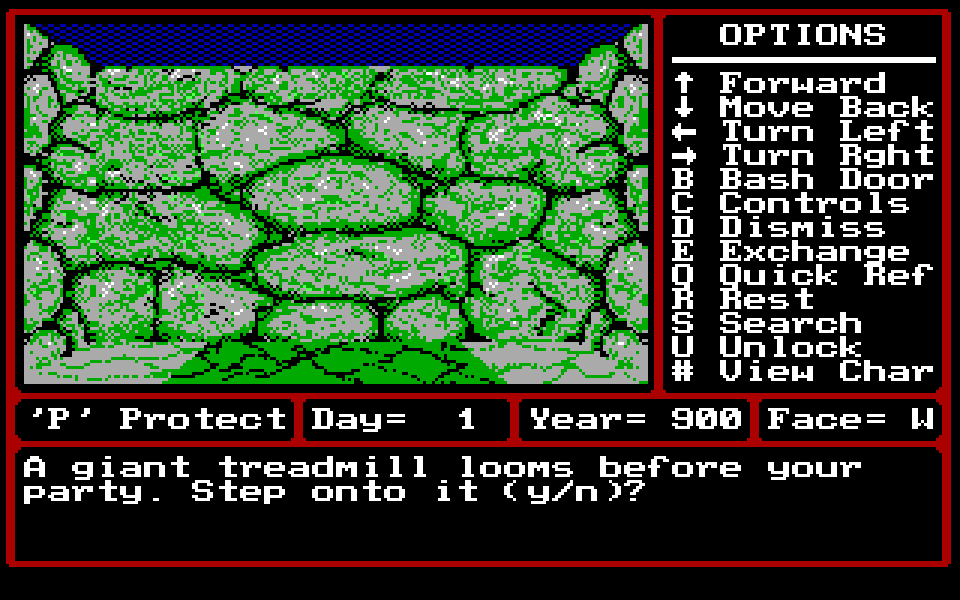 OPTIONS
↑ Forward
↓ Move Back
← Turn Left
→ Turn Rght
B Bash Door
C Controls
D Dismiss
E Exchange
Q Quick Ref
R Rest
S Search
U Unlock
# View Char
'P' Protect Day= 1 Year= 900 Face= W
A giant treadmill looms before your
party. Step onto it (y/n)?